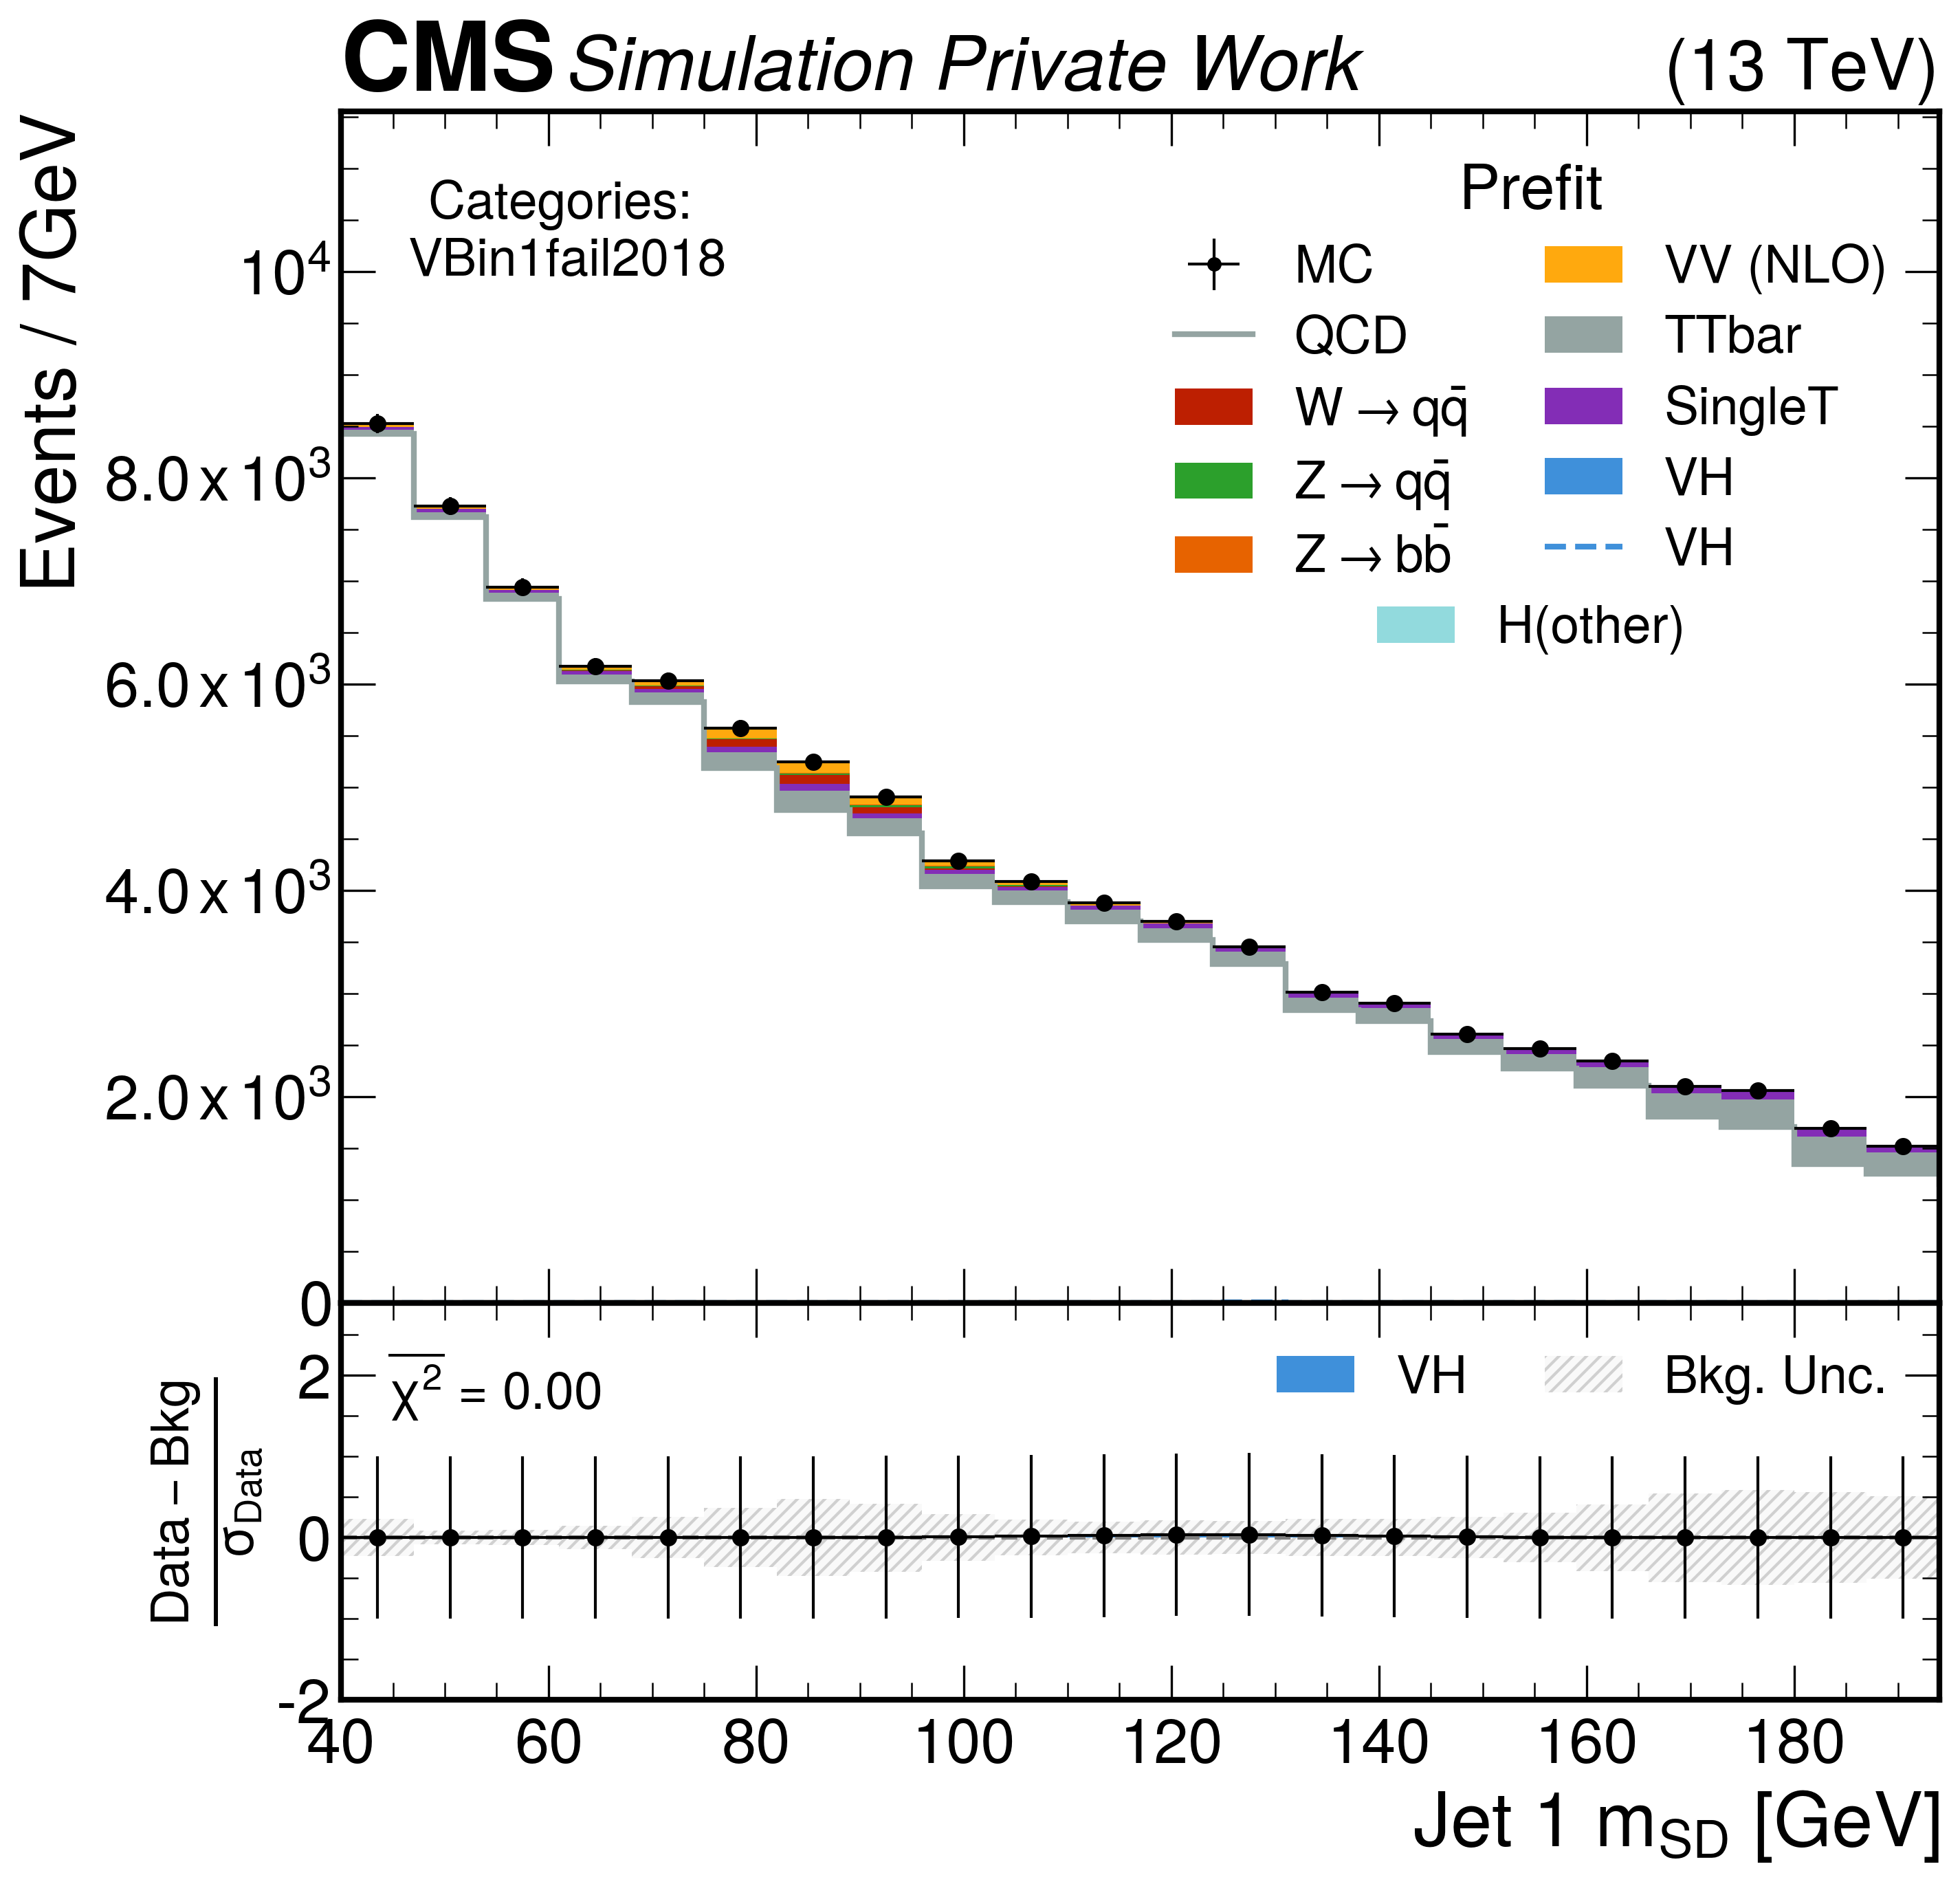 CMS Simulation Private Work (13 TeV)
Events / 7GeV
Categories:
VBin1fail2018
Prefit
MC
QCD
W → qq̄
Z → qq̄
Z → bb̄
VV (NLO)
TTbar
SingleT
VH
VH
H(other)
10⁴
8.0 x 10³
6.0 x 10³
4.0 x 10³
2.0 x 10³
0
Data – Bkg
σ_Data
2
0
-2
χ² = 0.00
VH
Bkg. Unc.
40 60 80 100 120 140 160 180
Jet 1 m_SD [GeV]